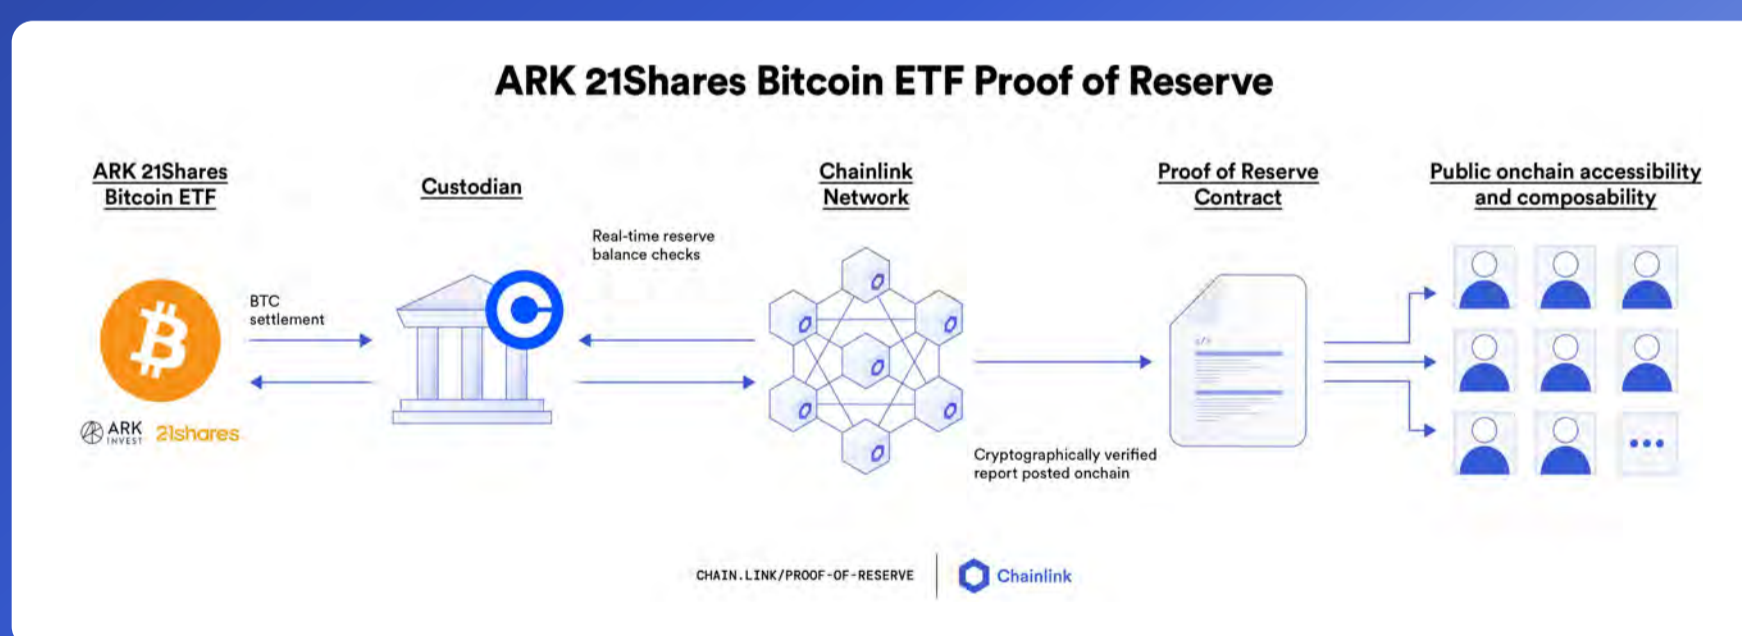 ARK 21Shares Bitcoin ETF Proof of Reserve
ARK 21Shares
Bitcoin ETF
Custodian
Chainlink
Network
Proof of Reserve
Contract
Public onchain accessibility
and composability
BTC
settlement
Real-time reserve
balance checks
ARK
INVEST
21shares
</>
Cryptographically verified
report posted onchain
CHAIN.LINK/PROOF-OF-RESERVE
Chainlink